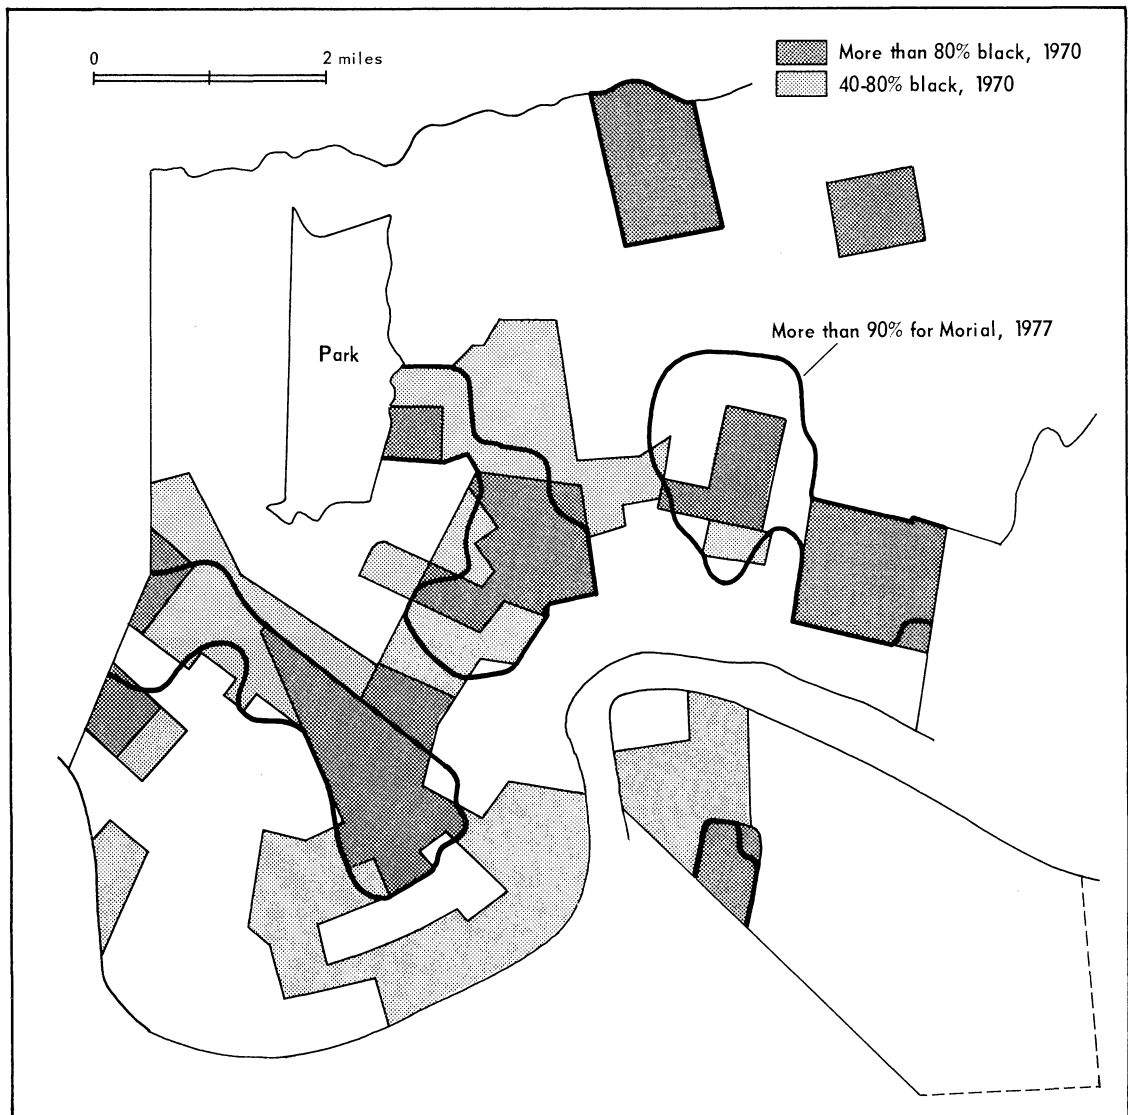 0 2 miles
More than 80% black, 1970
40-80% black, 1970
More than 90% for Morial, 1977
Park